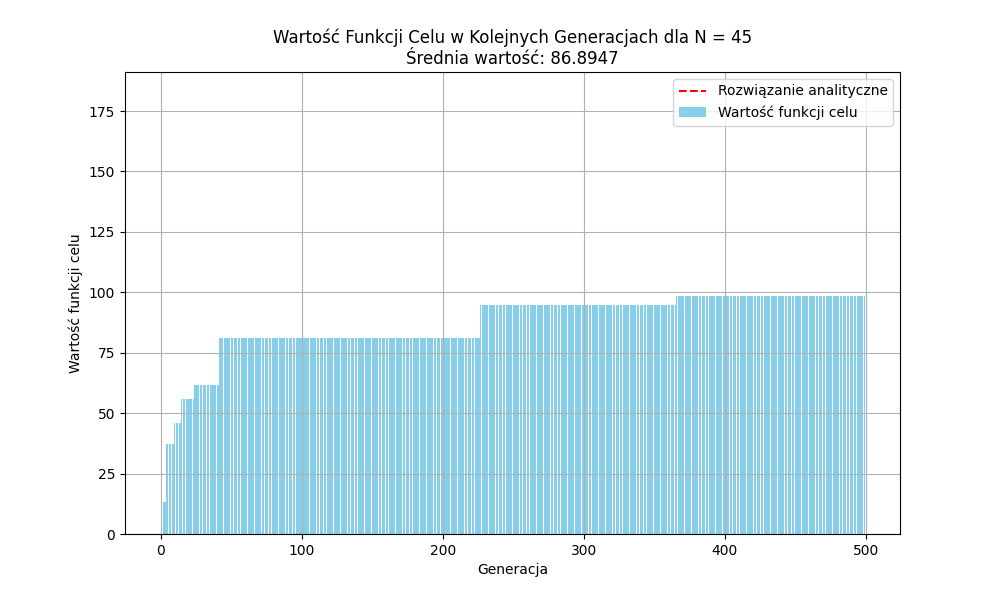 Wartość Funkcji Celu w Kolejnych Generacjach dla N = 45
Średnia wartość: 86.8947
Rozwiązanie analityczne
Wartość funkcji celu
175
150
125
100
75
50
25
0
Wartość funkcji celu
0 100 200 300 400 500
Generacja